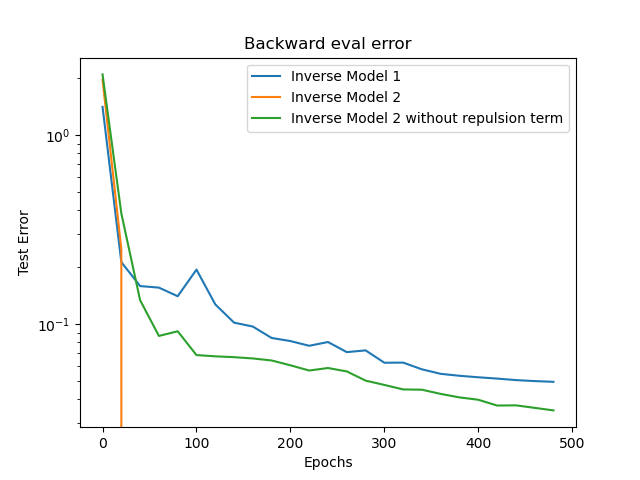 Backward eval error
Inverse Model 1
Inverse Model 2
Inverse Model 2 without repulsion term
Test Error
10⁰
10⁻¹
0 100 200 300 400 500
Epochs